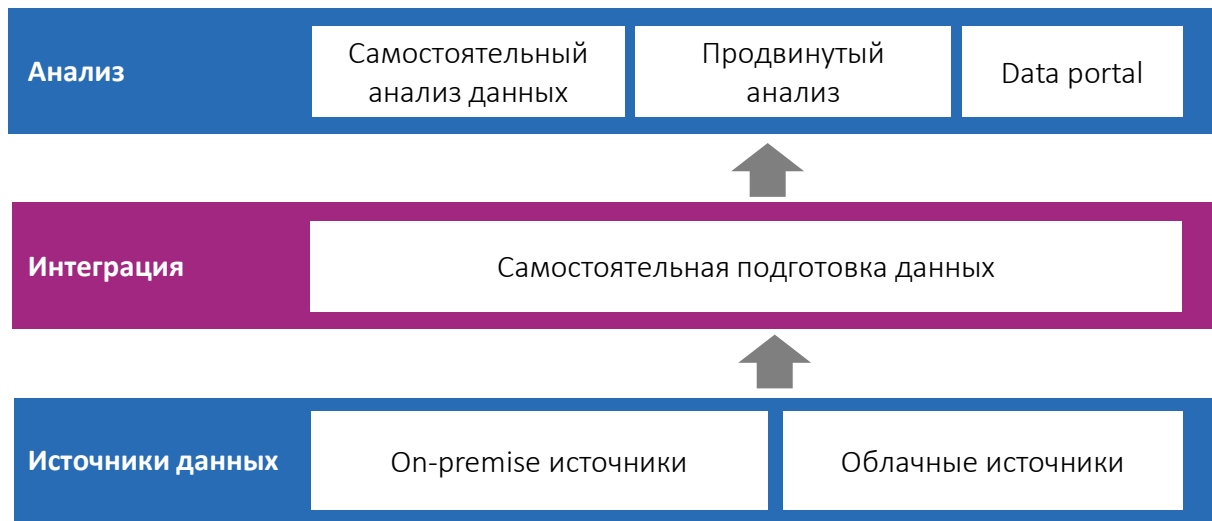 Анализ
Самостоятельный
анализ данных
Продвинутый
анализ
Data portal
Интеграция
Самостоятельная подготовка данных
Источники данных
On-premise источники
Облачные источники